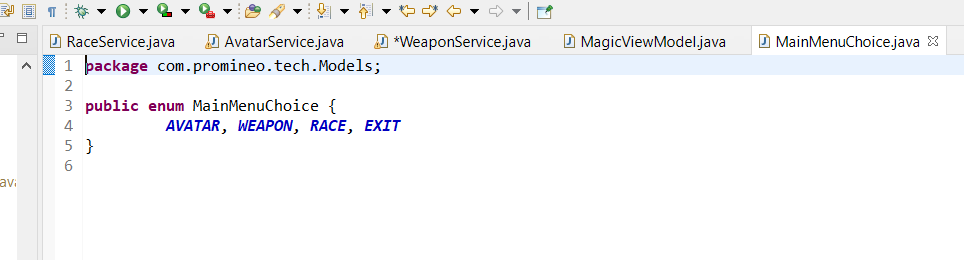 RaceService.java AvatarService.java *WeaponService.java MagicViewModel.java MainMenuChoice.java
1 package com.promineo.tech.Models;
2
3 public enum MainMenuChoice {
4 AVATAR, WEAPON, RACE, EXIT
5 }
6